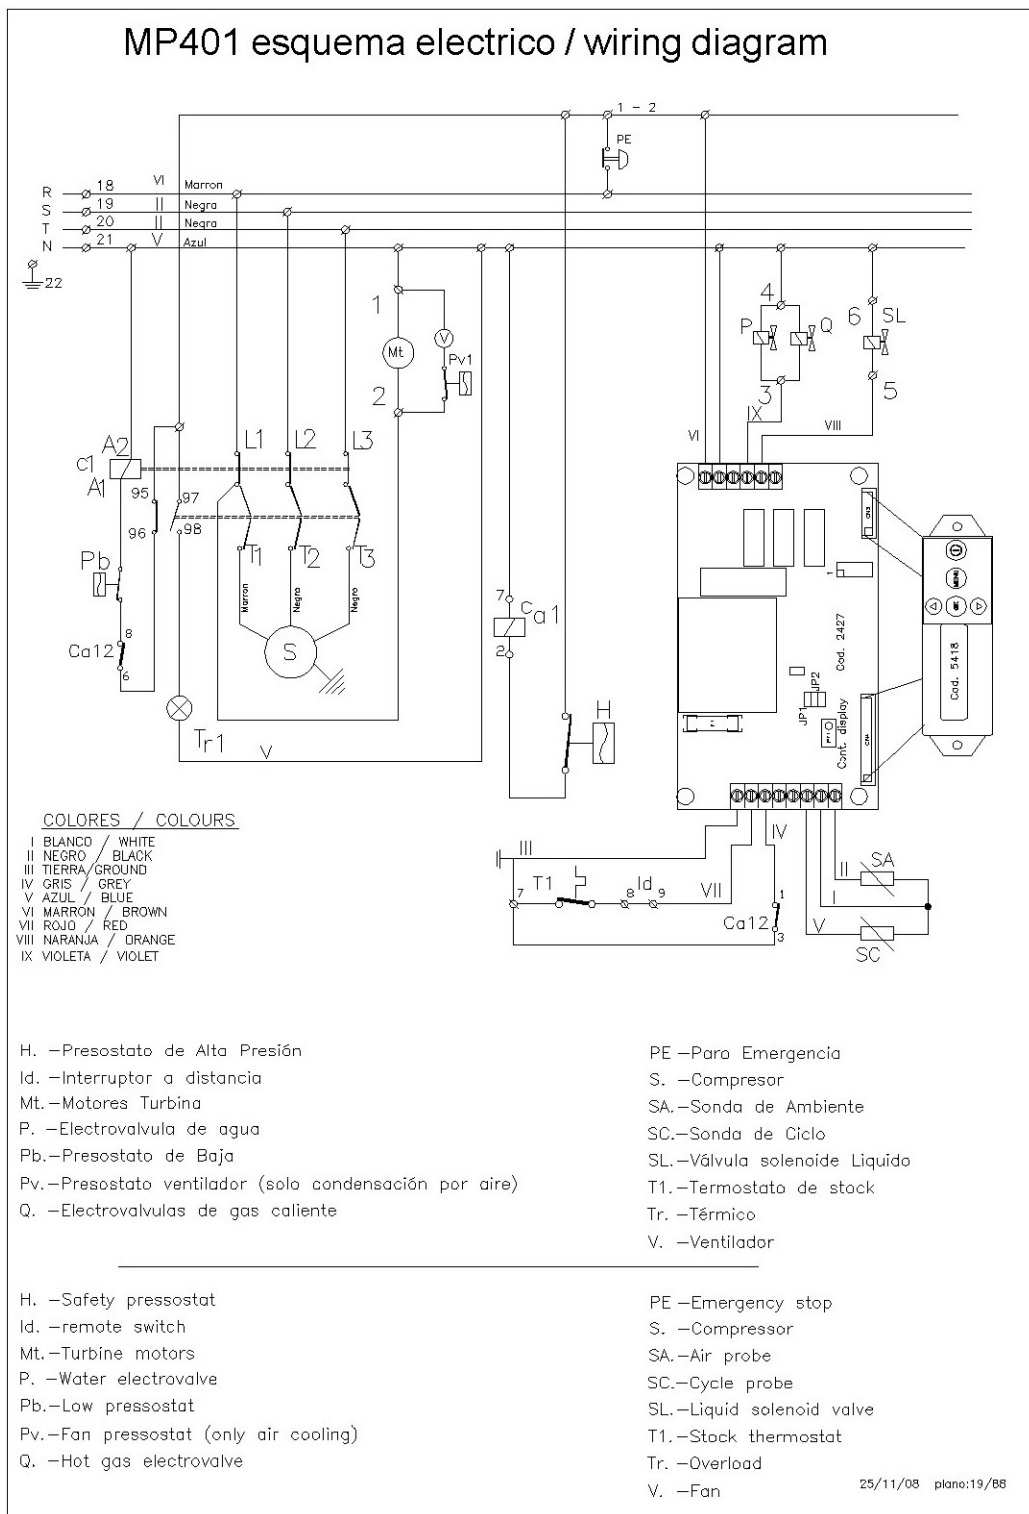 MP401 esquema electrico / wiring diagram
1 - 2
PE
R 18 VI Marron
S 19 II Negra
T 20 II Negra
N 21 V Azul
22
1
Mt
V
Pv1
2
4
P
Q
3
IX
6 SL
5
VIII
VI
A2
c1
A1
L1
L2
L3
95
97
96
98
T1
T2
T3
Pb
Marron
Negro
Negro
8
Ca12
6
S
Tr1
V
7
Ca1
2
H
CN3
1
MENU
Cod. 2427
Cod. 5418
JP2
JP1
Cont. display
CN4
COLORES / COLOURS
I BLANCO / WHITE
II NEGRO / BLACK
III TIERRA/GROUND
IV GRIS / GREY
V AZUL / BLUE
VI MARRON / BROWN
VII ROJO / RED
VIII NARANJA / ORANGE
IX VIOLETA / VIOLET
III
IV
T1
Id
7
8
9
VII
1
Ca12
3
II
SA
I
V
SC
H. -Presostato de Alta Presión
Id. -Interruptor a distancia
Mt.-Motores Turbina
P. -Electrovalvula de agua
Pb.-Presostato de Baja
Pv.-Presostato ventilador (solo condensación por aire)
Q. -Electrovalvulas de gas caliente
PE -Paro Emergencia
S. -Compresor
SA.-Sonda de Ambiente
SC.-Sonda de Ciclo
SL.-Válvula solenoide Liquido
T1.-Termostato de stock
Tr. -Térmico
V. -Ventilador
H. -Safety pressostat
Id. -remote switch
Mt.-Turbine motors
P. -Water electrovalve
Pb.-Low pressostat
Pv.-Fan pressostat (only air cooling)
Q. -Hot gas electrovalve
PE -Emergency stop
S. -Compressor
SA.-Air probe
SC.-Cycle probe
SL.-Liquid solenoid valve
T1.-Stock thermostat
Tr. -Overload
V. -Fan
25/11/08 plano:19/88